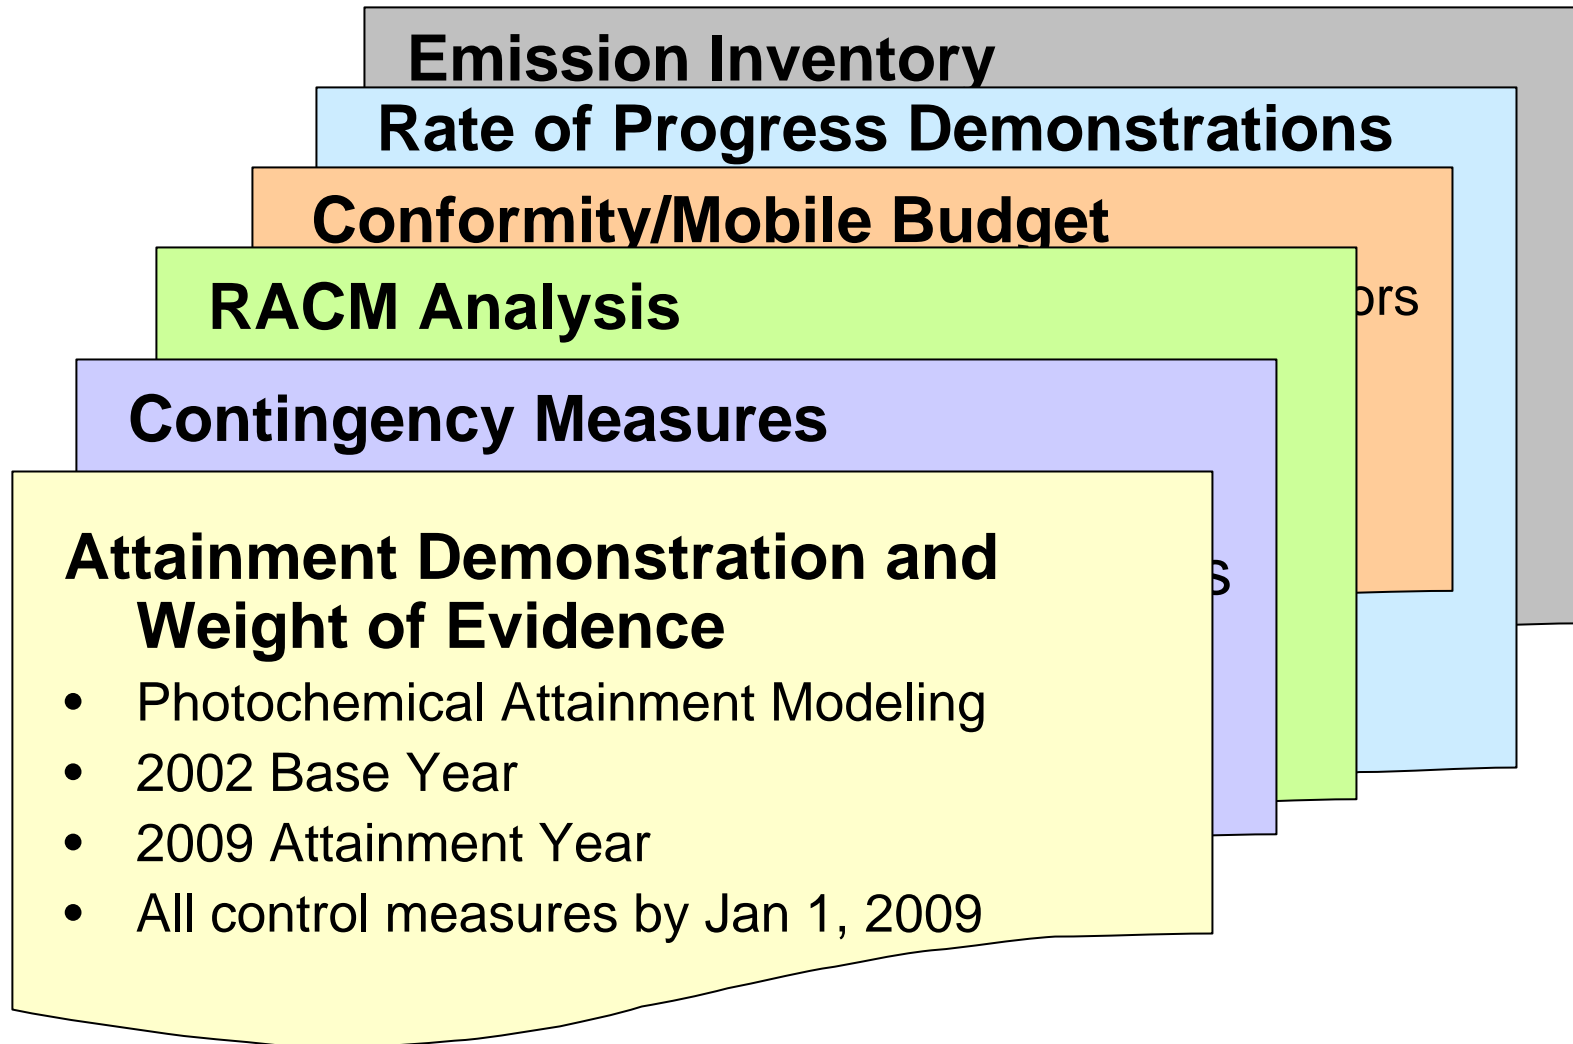 Emission Inventory
Rate of Progress Demonstrations
Conformity/Mobile Budget
RACM Analysis
Contingency Measures
Attainment Demonstration and
Weight of Evidence
• Photochemical Attainment Modeling
• 2002 Base Year
• 2009 Attainment Year
• All control measures by Jan 1, 2009